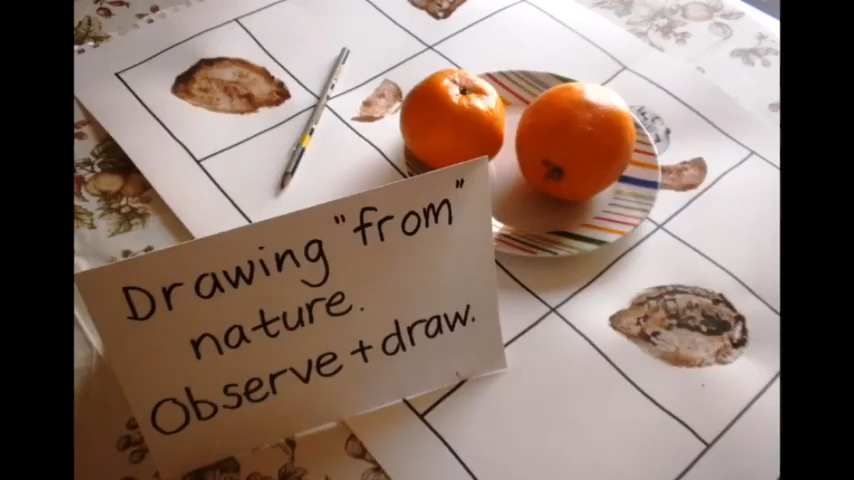 Drawing "from"
nature.
Observe + draw.